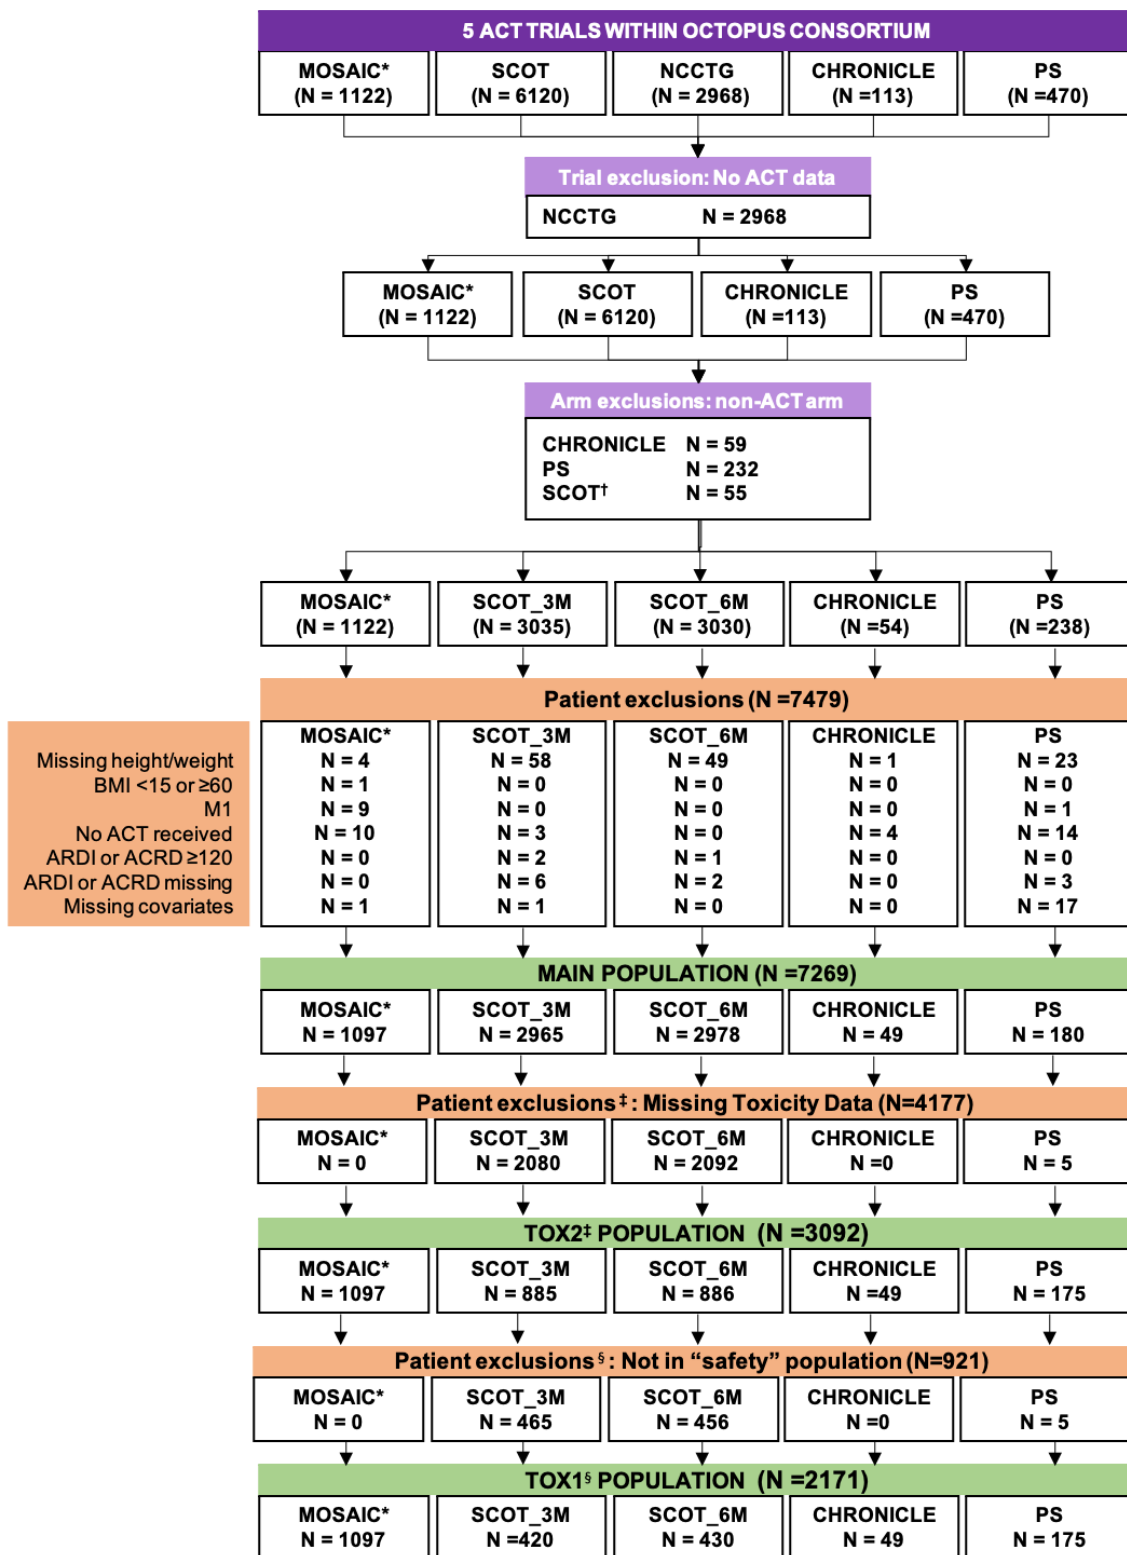 5 ACT TRIALS WITHIN OCTOPUS CONSORTIUM
MOSAIC* SCOT NCCTG CHRONICLE PS
(N = 1122) (N = 6120) (N = 2968) (N =113) (N =470)
Trial exclusion: No ACT data
NCCTG N = 2968
MOSAIC* SCOT CHRONICLE PS
(N = 1122) (N = 6120) (N =113) (N =470)
Arm exclusions: non-ACT arm
CHRONICLE N = 59
PS N = 232
SCOT† N = 55
MOSAIC* SCOT_3M SCOT_6M CHRONICLE PS
(N = 1122) (N = 3035) (N = 3030) (N =54) (N =238)
Patient exclusions (N =7479)
MOSAIC* SCOT_3M SCOT_6M CHRONICLE PS
Missing height/weight N = 4 N = 58 N = 49 N = 1 N = 23
BMI <15 or ≥60 N = 1 N = 0 N = 0 N = 0 N = 0
M1 N = 9 N = 0 N = 0 N = 0 N = 1
No ACT received N = 10 N = 3 N = 0 N = 4 N = 14
ARDI or ACRD ≥120 N = 0 N = 2 N = 1 N = 0 N = 0
ARDI or ACRD missing N = 0 N = 6 N = 2 N = 0 N = 3
Missing covariates N = 1 N = 1 N = 0 N = 0 N = 17
MAIN POPULATION (N =7269)
MOSAIC* SCOT_3M SCOT_6M CHRONICLE PS
N = 1097 N = 2965 N = 2978 N = 49 N = 180
Patient exclusions‡: Missing Toxicity Data (N=4177)
MOSAIC* SCOT_3M SCOT_6M CHRONICLE PS
N = 0 N = 2080 N = 2092 N =0 N = 5
TOX2‡ POPULATION (N =3092)
MOSAIC* SCOT_3M SCOT_6M CHRONICLE PS
N = 1097 N = 885 N = 886 N =49 N = 175
Patient exclusions§: Not in “safety” population (N=921)
MOSAIC* SCOT_3M SCOT_6M CHRONICLE PS
N = 0 N = 465 N = 456 N =0 N = 5
TOX1§ POPULATION (N =2171)
MOSAIC* SCOT_3M SCOT_6M CHRONICLE PS
N = 1097 N =420 N = 430 N = 49 N = 175